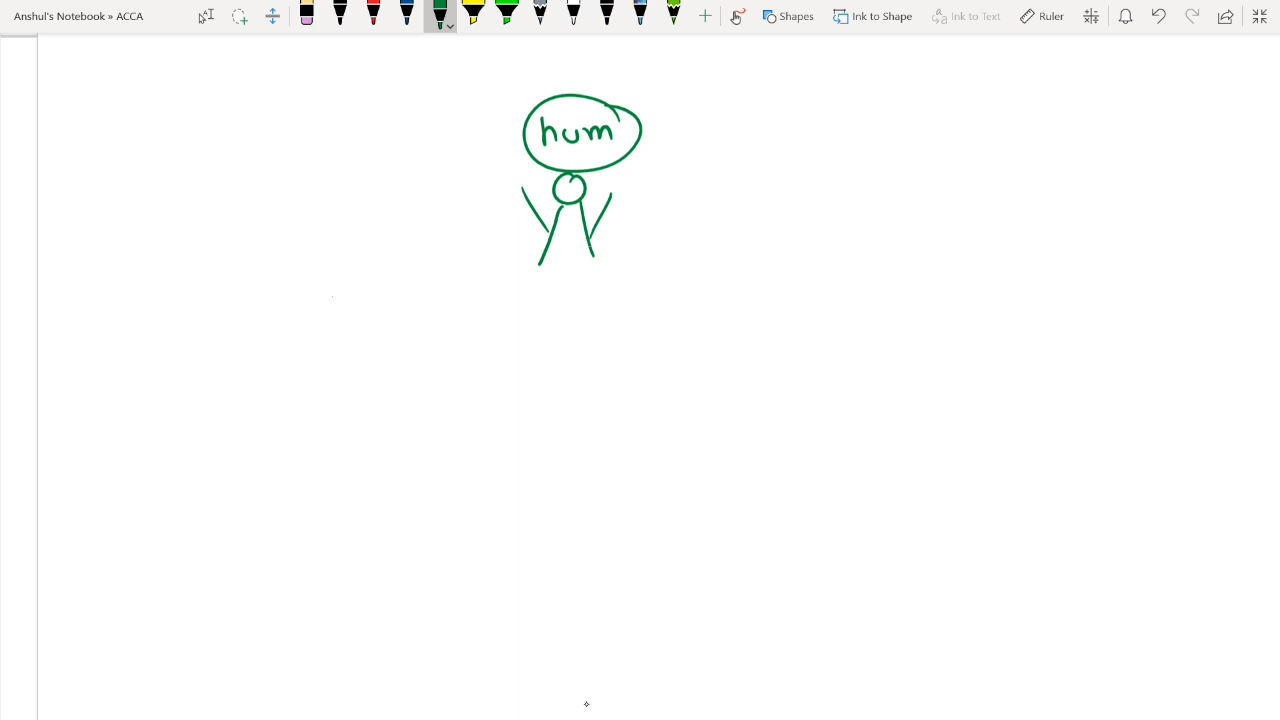 Anshul's Notebook » ACCA
Shapes
Ink to Shape
Ink to Text
Ruler
hum